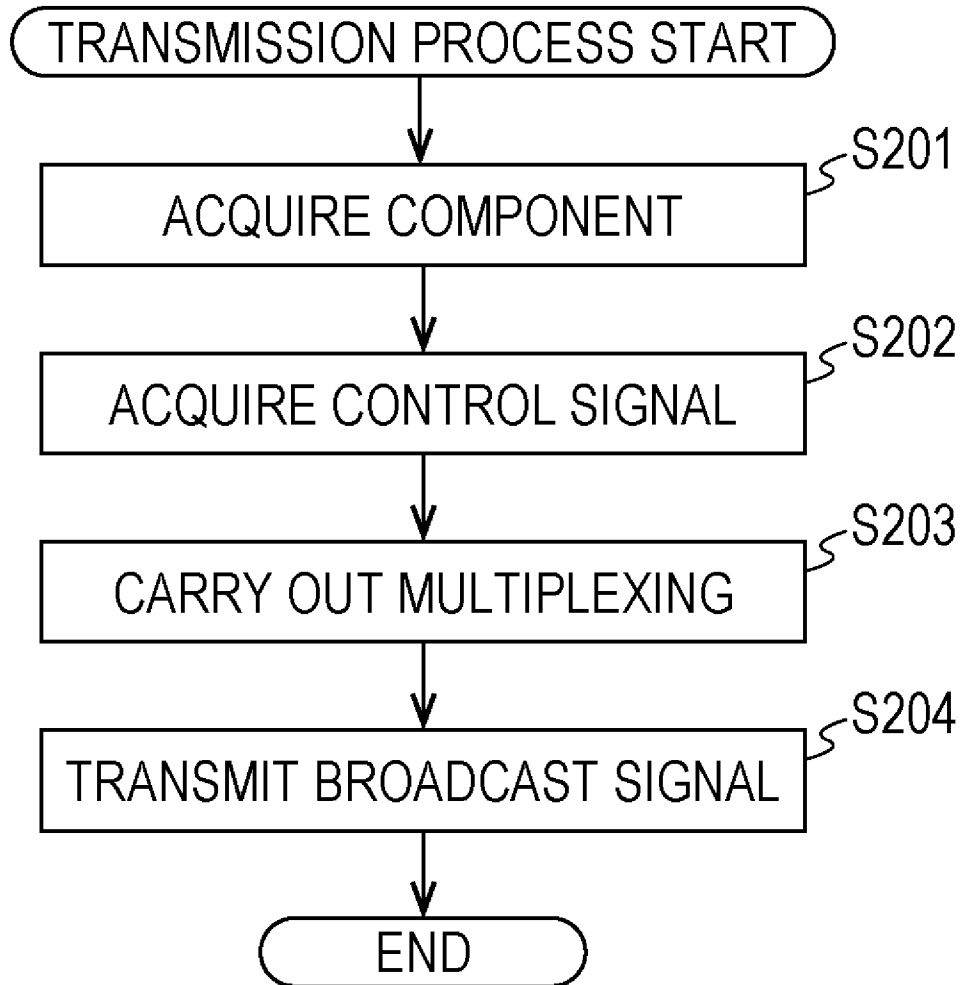 TRANSMISSION PROCESS START
S201
ACQUIRE COMPONENT
S202
ACQUIRE CONTROL SIGNAL
S203
CARRY OUT MULTIPLEXING
S204
TRANSMIT BROADCAST SIGNAL
END